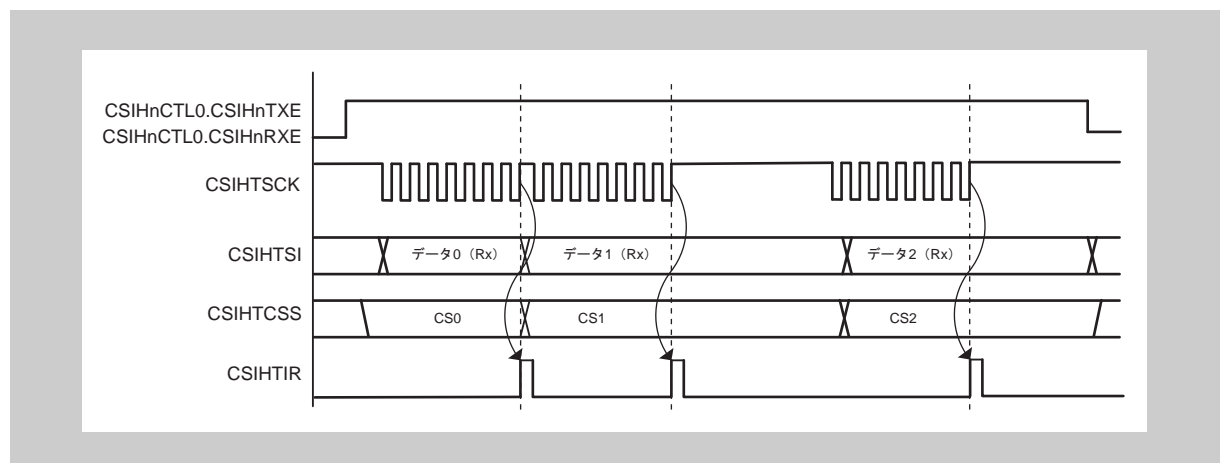 CSIHnCTL0.CSIHnTXE
CSIHnCTL0.CSIHnRXE
CSIHTSCK
CSIHTSI
データ0（Rx）
データ1（Rx）
データ2（Rx）
CSIHTCSS
CS0
CS1
CS2
CSIHTIR